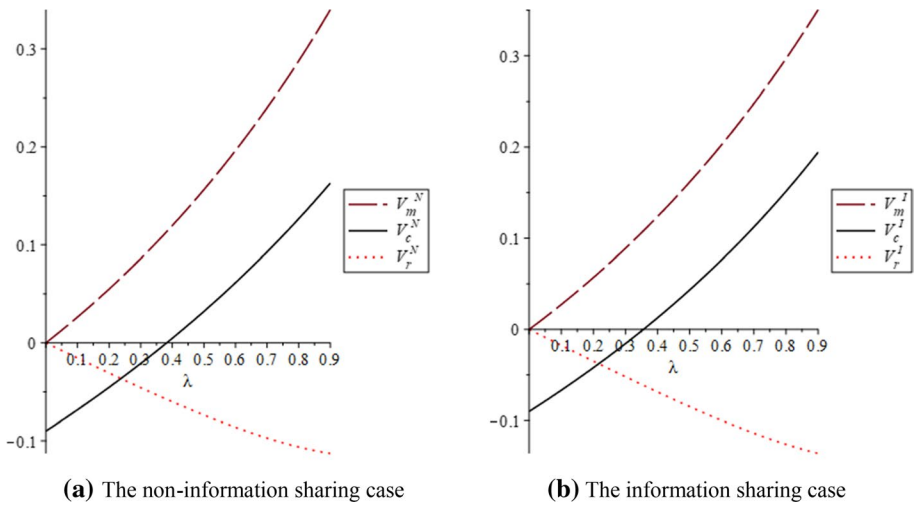 0.3
0.2
0.1
0
-0.1
0.1 0.2 0.3 0.4 0.5 0.6 0.7 0.8 0.9
λ
V_m^N
V_c^N
V_r^N
(a) The non-information sharing case
0.3
0.2
0.1
0
-0.1
0.1 0.2 0.3 0.4 0.5 0.6 0.7 0.8 0.9
λ
V_m^I
V_c^I
V_r^I
(b) The information sharing case